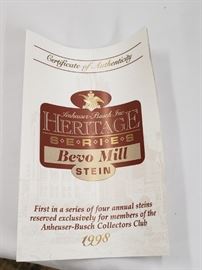 Certificate of Authenticity
Anheuser-Busch, Inc.
HERITAGE
SERIES
Bevo Mill
STEIN
First in a series of four annual steins
reserved exclusively for members of the
Anheuser-Busch Collectors Club
1998